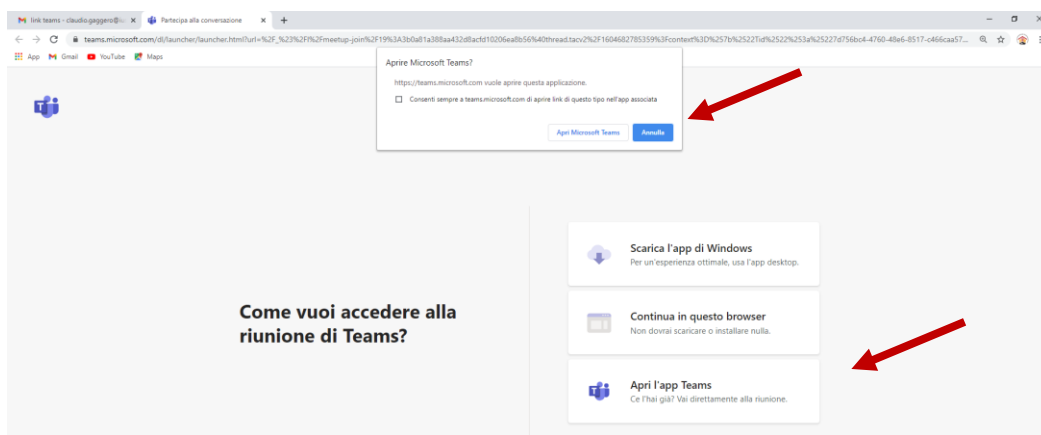 link teams - claudio.gaggero@
Partecipa alla conversazione
teams.microsoft.com/dl/launcher/launcher.html?url=%2F_%23%2Fl%2Fmeetup-join%2F19%3A3b0a81a388aa432d8acfd10206ea8b56%40thread.tacv2%2F1604682785359%3Fcontext%3D%257b%2522Tid%2522%253a%25227d756bc4-4760-48e6-8517-c466caa57...
App Gmail YouTube Maps
Aprire Microsoft Teams?
https://teams.microsoft.com vuole aprire questa applicazione.
Consenti sempre a teams.microsoft.com di aprire link di questo tipo nell'app associata
Apri Microsoft Teams Annulla
Come vuoi accedere alla
riunione di Teams?
Scarica l'app di Windows
Per un'esperienza ottimale, usa l'app desktop.
Continua in questo browser
Non dovrai scaricare o installare nulla.
Apri l'app Teams
Ce l'hai già? Vai direttamente alla riunione.